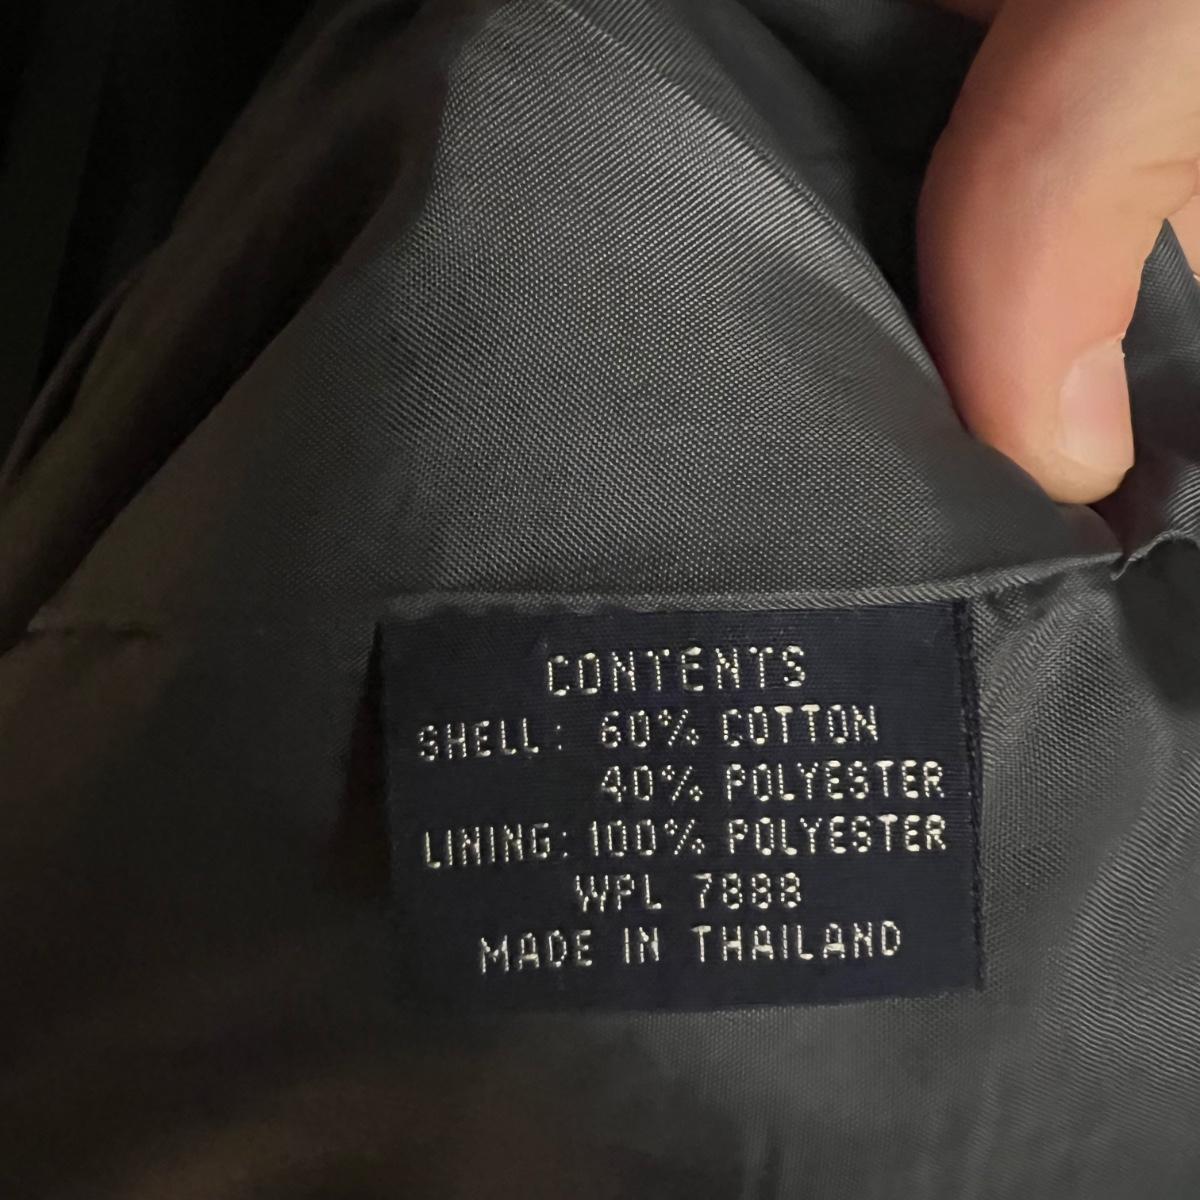 CONTENTS
SHELL: 60% COTTON
40% POLYESTER
LINING: 100% POLYESTER
WPL 7888
MADE IN THAILAND